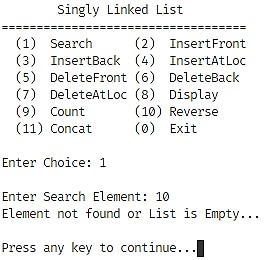 Singly Linked List
===================================
(1) Search (2) InsertFront
(3) InsertBack (4) InsertAtLoc
(5) DeleteFront (6) DeleteBack
(7) DeleteAtLoc (8) Display
(9) Count (10) Reverse
(11) Concat (0) Exit
Enter Choice: 1
Enter Search Element: 10
Element not found or List is Empty...
Press any key to continue...